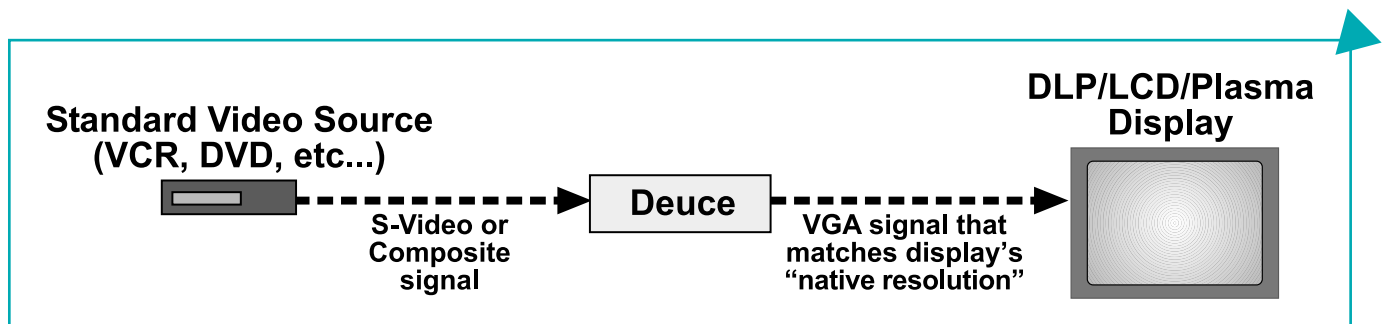 Standard Video Source
(VCR, DVD, etc...)
S-Video or
Composite
signal
Deuce
VGA signal that
matches display’s
“native resolution”
DLP/LCD/Plasma
Display